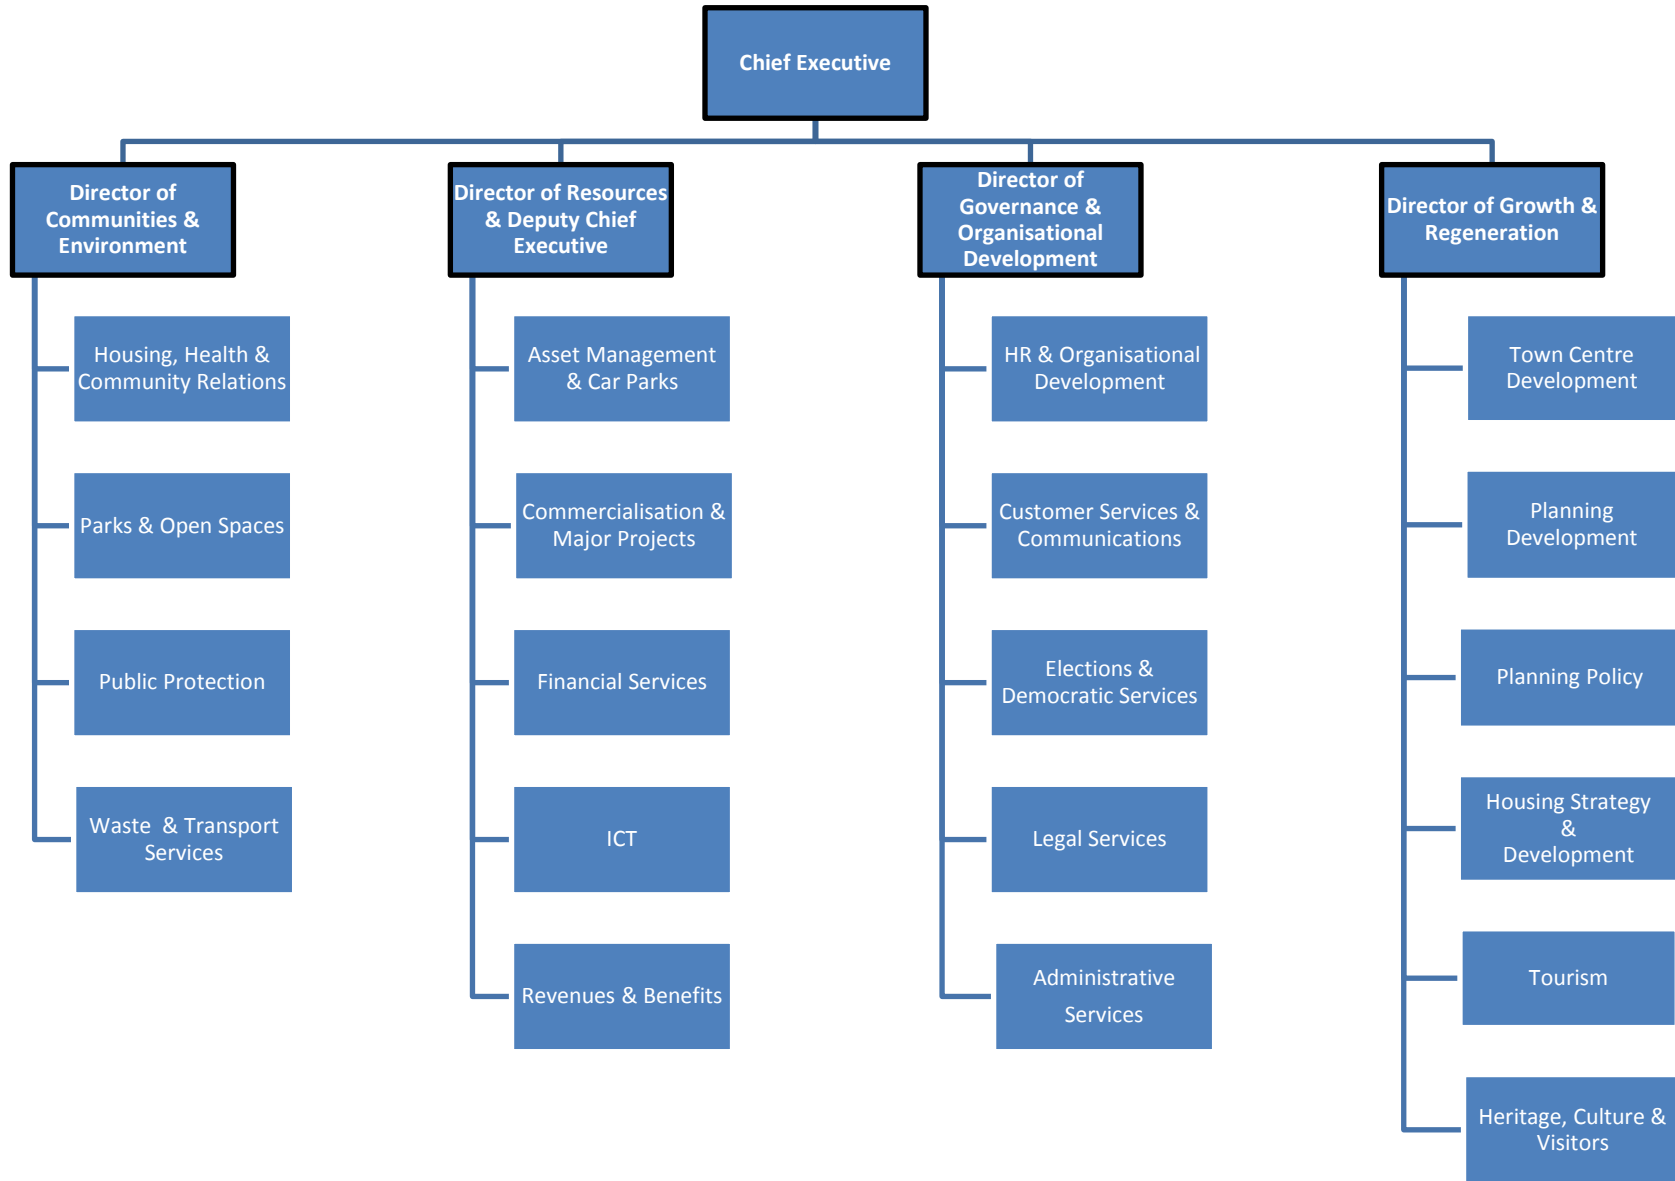 Chief Executive
Director of
Communities &
Environment
Director of Resources
& Deputy Chief
Executive
Director of
Governance &
Organisational
Development
Director of Growth &
Regeneration
Housing, Health &
Community Relations
Parks & Open Spaces
Public Protection
Waste  & Transport
Services
Asset Management
& Car Parks
Commercialisation &
Major Projects
Financial Services
ICT
Revenues & Benefits
HR & Organisational
Development
Customer Services &
Communications
Elections &
Democratic Services
Legal Services
Administrative
Services
Town Centre
Development
Planning
Development
Planning Policy
Housing Strategy
&
Development
Tourism
Heritage, Culture &
Visitors